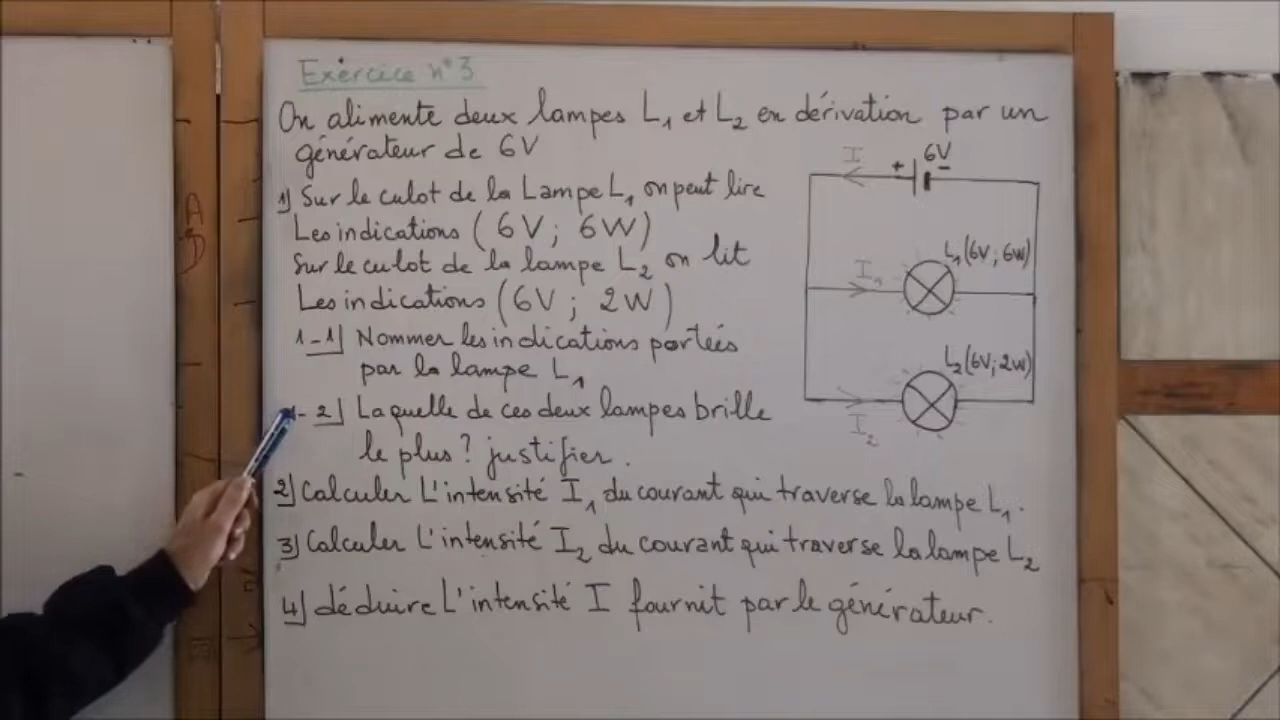 Exércice n°3
On alimente deux lampes L₁ et L₂ en dérivation par un
générateur de 6V
1) Sur le culot de la Lampe L₁ on peut lire
Les indications (6V; 6W)
Sur le culot de la lampe L₂ on lit
Les indications (6V; 2W)
1-1) Nommer les indications portées
par la lampe L₁
1-2) Laquelle de ces deux lampes brille
le plus? justifier.
2) Calculer L'intensité I₁ du courant qui traverse la lampe L₁.
3) Calculer L'intensité I₂ du courant qui traverse la lampe L₂
4) déduire L'intensité I fournit par le générateur.
I + 6V -
L₁(6V; 6W)
I₁
L₂(6V; 2W)
I₂